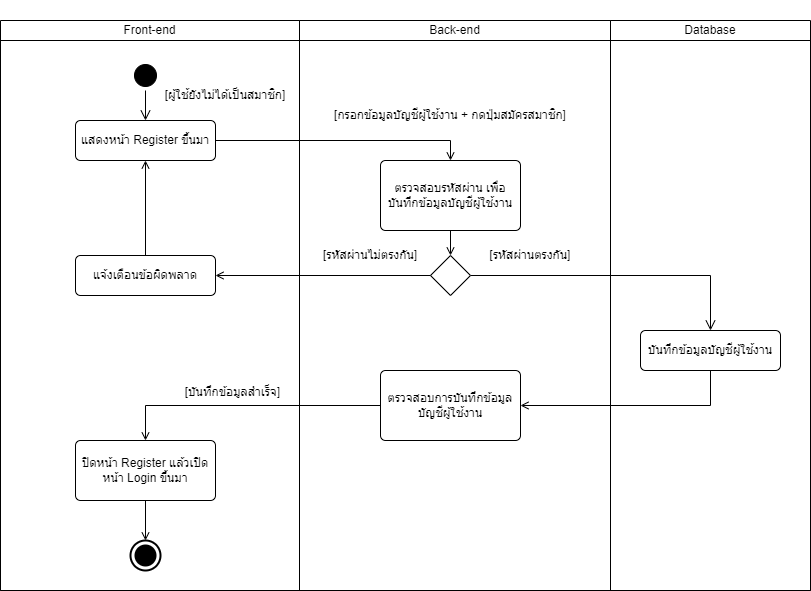 Front-end
Back-end
Database
[ผู้ใช้ยังไม่ได้เป็นสมาชิก]
[กรอกข้อมูลบัญชีผู้ใช้งาน + กดปุ่มสมัครสมาชิก]
แสดงหน้า Register ขึ้นมา
ตรวจสอบรหัสผ่าน เพื่อ
บันทึกข้อมูลบัญชีผู้ใช้งาน
[รหัสผ่านไม่ตรงกัน]
[รหัสผ่านตรงกัน]
แจ้งเตือนข้อผิดพลาด
บันทึกข้อมูลบัญชีผู้ใช้งาน
ตรวจสอบการบันทึกข้อมูล
บัญชีผู้ใช้งาน
[บันทึกข้อมูลสำเร็จ]
ปิดหน้า Register แล้วเปิด
หน้า Login ขึ้นมา